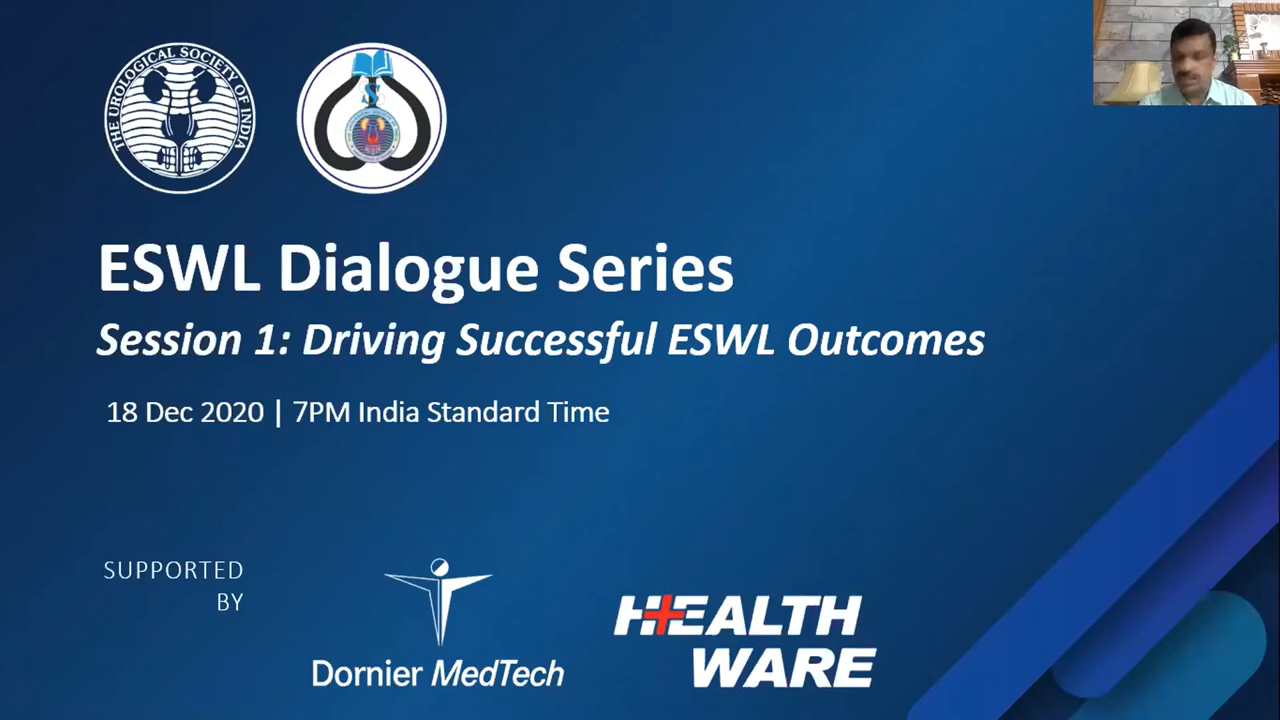 THE UROLOGICAL SOCIETY OF INDIA
ESWL Dialogue Series
Session 1: Driving Successful ESWL Outcomes
18 Dec 2020 | 7PM India Standard Time
SUPPORTED
BY
Dornier MedTech
HEALTH
WARE